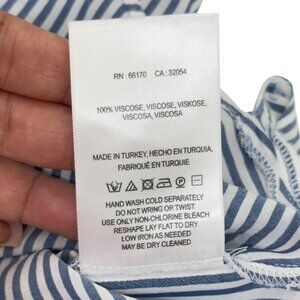 RN : 66170 CA : 32054
100% VISCOSE, VISCOSE, VISKOSE,
VISCOSA, VISCOSA
MADE IN TURKEY, HECHO EN TURQUIA,
FABRIQUÉ EN TURQUIE
HAND WASH COLD SEPARATELY
DO NOT WRING OR TWIST
USE ONLY NON-CHLORINE BLEACH
RESHAPE LAY FLAT TO DRY
LOW IRON AS NEEDED
MAY BE DRY CLEANED